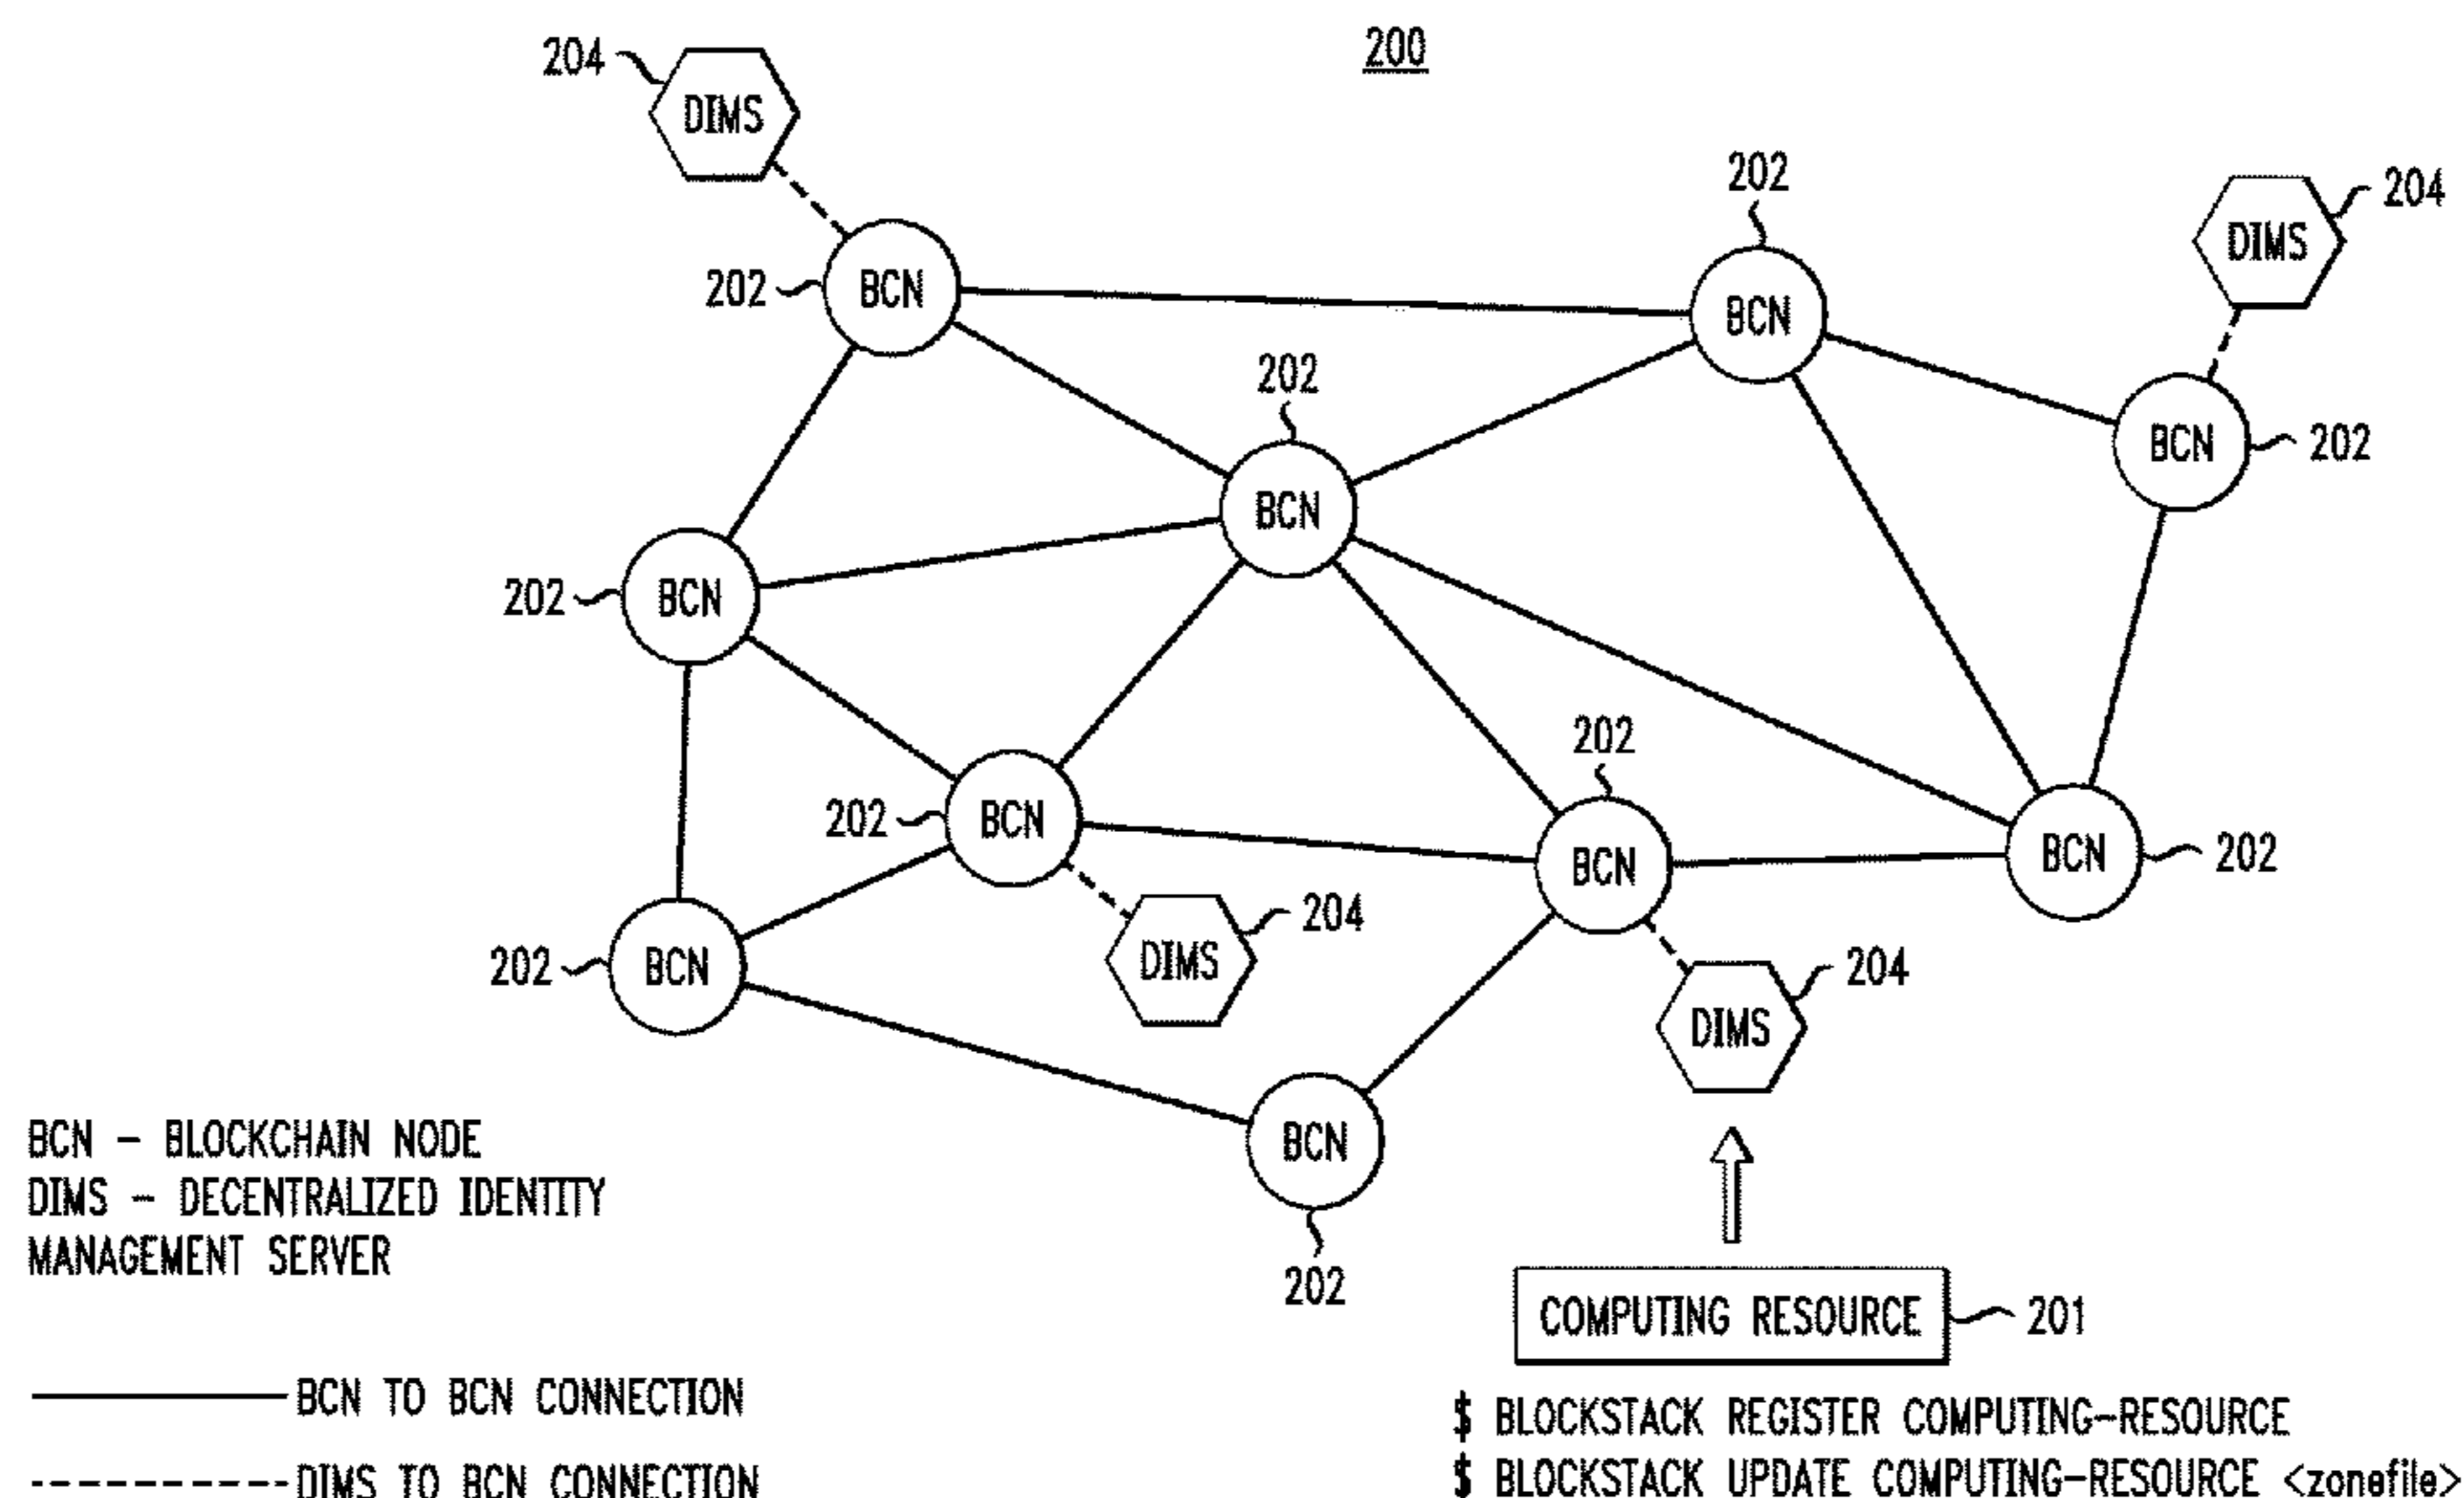 200
204
DIMS
202
204
DIMS
202
BCN
BCN
202
BCN
202
BCN
202
BCN
202
202
BCN
202
BCN
BCN
202
204
DIMS
202
BCN
204
DIMS
BCN
202
BCN – BLOCKCHAIN NODE
DIMS – DECENTRALIZED IDENTITY
MANAGEMENT SERVER
COMPUTING RESOURCE
201
BCN TO BCN CONNECTION
DIMS TO BCN CONNECTION
$ BLOCKSTACK REGISTER COMPUTING–RESOURCE
$ BLOCKSTACK UPDATE COMPUTING–RESOURCE <zonefile>